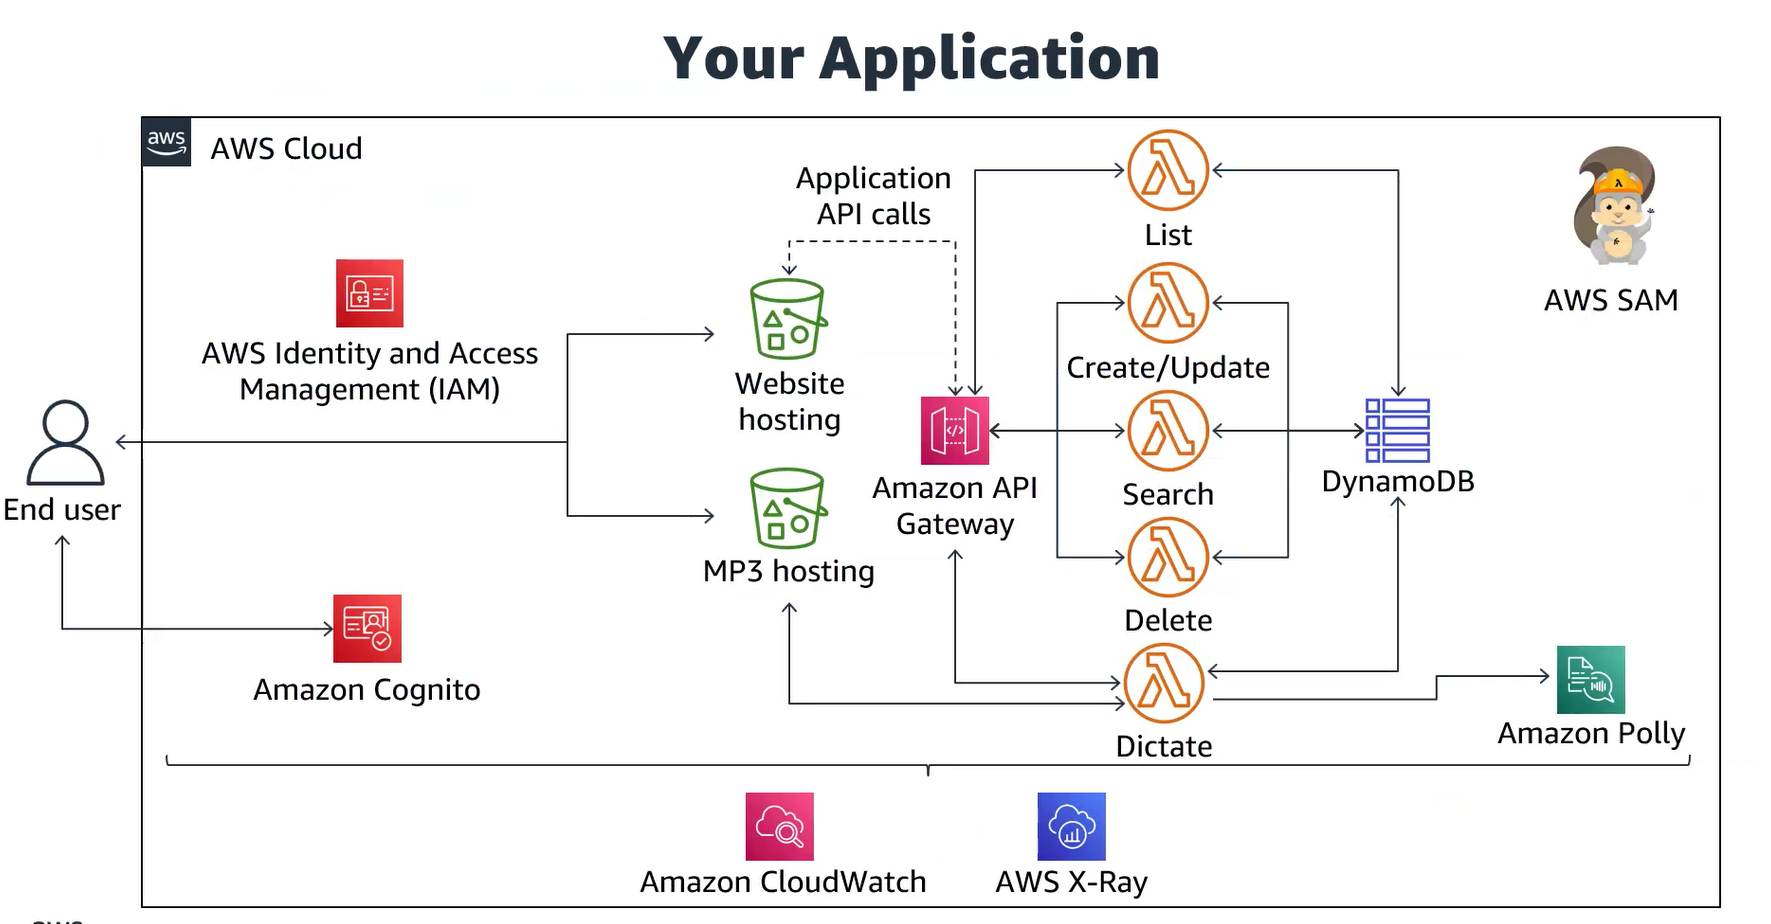 Your Application
aws
AWS Cloud
Application
API calls
List
AWS SAM
AWS Identity and Access
Management (IAM)
Create/Update
Website
hosting
End user
Amazon API
Gateway
Search
DynamoDB
MP3 hosting
Delete
Amazon Cognito
Dictate
Amazon Polly
Amazon CloudWatch
AWS X-Ray
aws